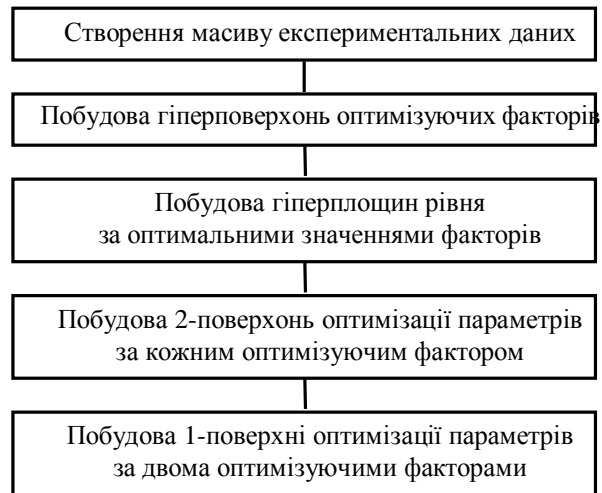 Створення масиву експериментальних даних
Побудова гіперповерхонь оптимізуючих факторів
Побудова гіперплощин рівня
за оптимальними значеннями факторів
Побудова 2-поверхонь оптимізації параметрів
за кожним оптимізуючим фактором
Побудова 1-поверхні оптимізації параметрів
за двома оптимізуючими факторами